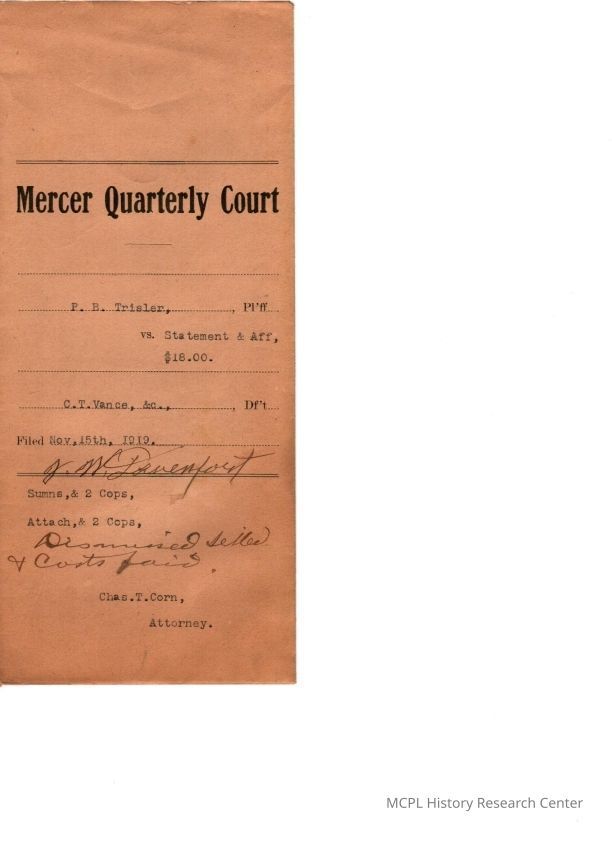 Mercer Quarterly Court
P. B. Trisler, , Pl'ff
vs. Statement & Aff,
$18.00.
C.T.Vance, &c., , Df't
Filed Nov,15th, 1919.
J. W. Davenport
Sumns,& 2 Cops,
Attach,& 2 Cops,
Dismissed settled
& Costs paid.
Chas.T.Corn,
Attorney.
MCPL History Research Center